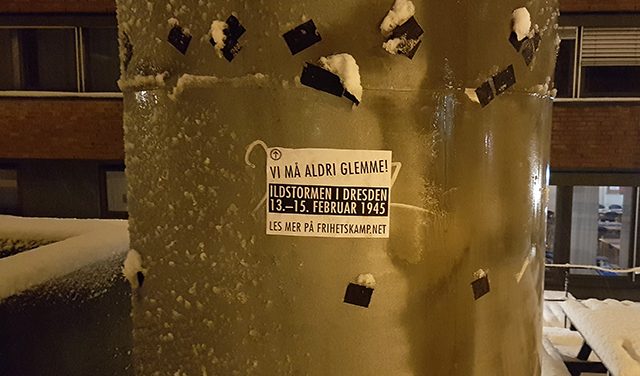 VI MÅ ALDRI GLEMME!
ILDSTORMEN I DRESDEN
13.–15. FEBRUAR 1945
LES MER PÅ FRIHETSKAMP.NET